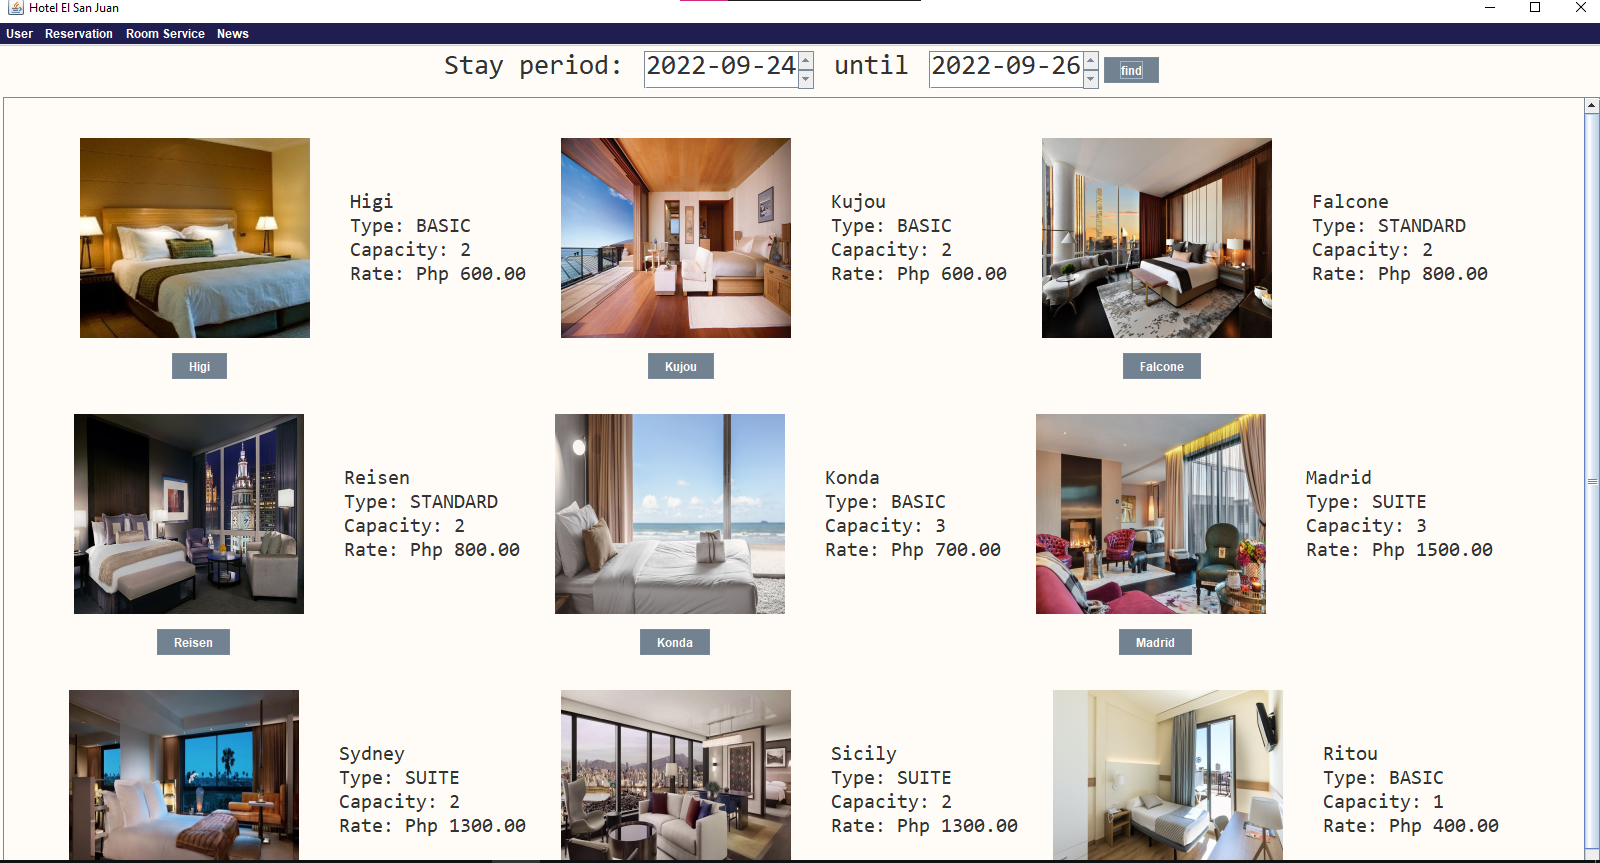 Hotel El San Juan
User Reservation Room Service News
Stay period: 2022-09-24 until 2022-09-26 find
Higi
Type: BASIC
Capacity: 2
Rate: Php 600.00
Higi
Kujou
Type: BASIC
Capacity: 2
Rate: Php 600.00
Kujou
Falcone
Type: STANDARD
Capacity: 2
Rate: Php 800.00
Falcone
Reisen
Type: STANDARD
Capacity: 2
Rate: Php 800.00
Reisen
Konda
Type: BASIC
Capacity: 3
Rate: Php 700.00
Konda
Madrid
Type: SUITE
Capacity: 3
Rate: Php 1500.00
Madrid
Sydney
Type: SUITE
Capacity: 2
Rate: Php 1300.00
Sicily
Type: SUITE
Capacity: 2
Rate: Php 1300.00
Ritou
Type: BASIC
Capacity: 1
Rate: Php 400.00